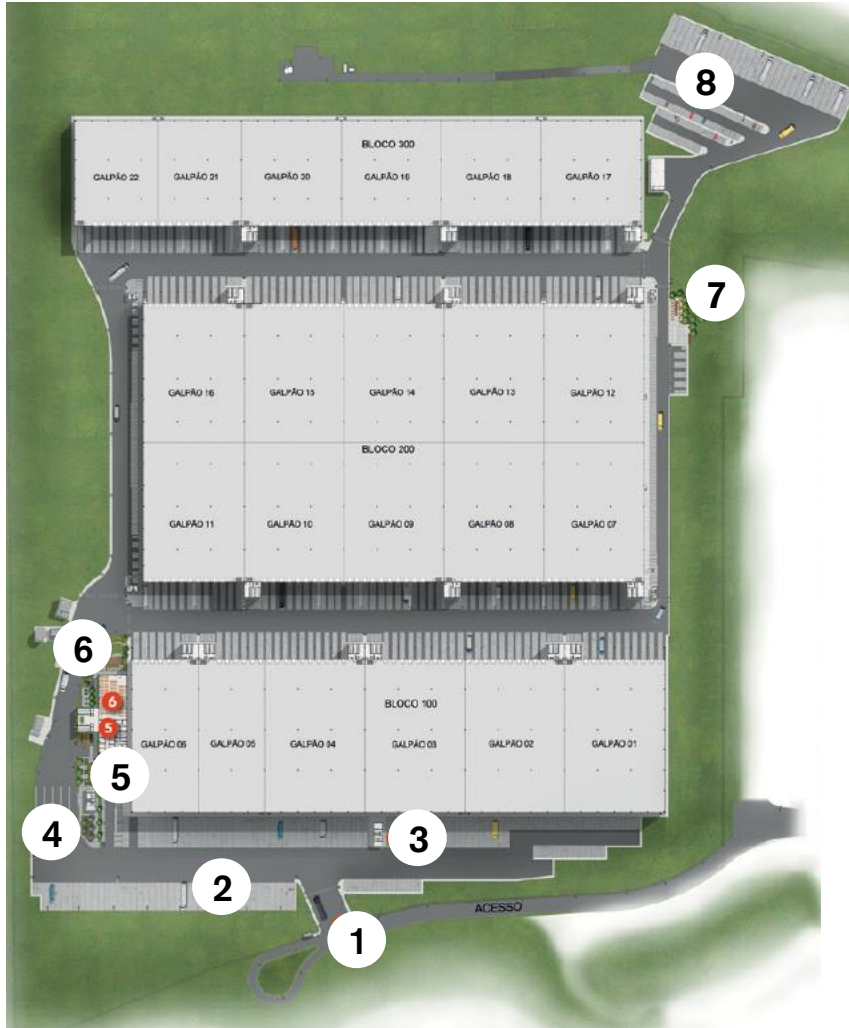 8
BLOCO 300
GALPÃO 22
GALPÃO 21
GALPÃO 20
GALPÃO 19
GALPÃO 18
GALPÃO 17
7
GALPÃO 16
GALPÃO 15
GALPÃO 14
GALPÃO 13
GALPÃO 12
BLOCO 200
GALPÃO 11
GALPÃO 10
GALPÃO 09
GALPÃO 08
GALPÃO 07
6
6
5
BLOCO 100
GALPÃO 06
GALPÃO 05
GALPÃO 04
GALPÃO 03
GALPÃO 02
GALPÃO 01
5
4
3
2
ACESSO
1